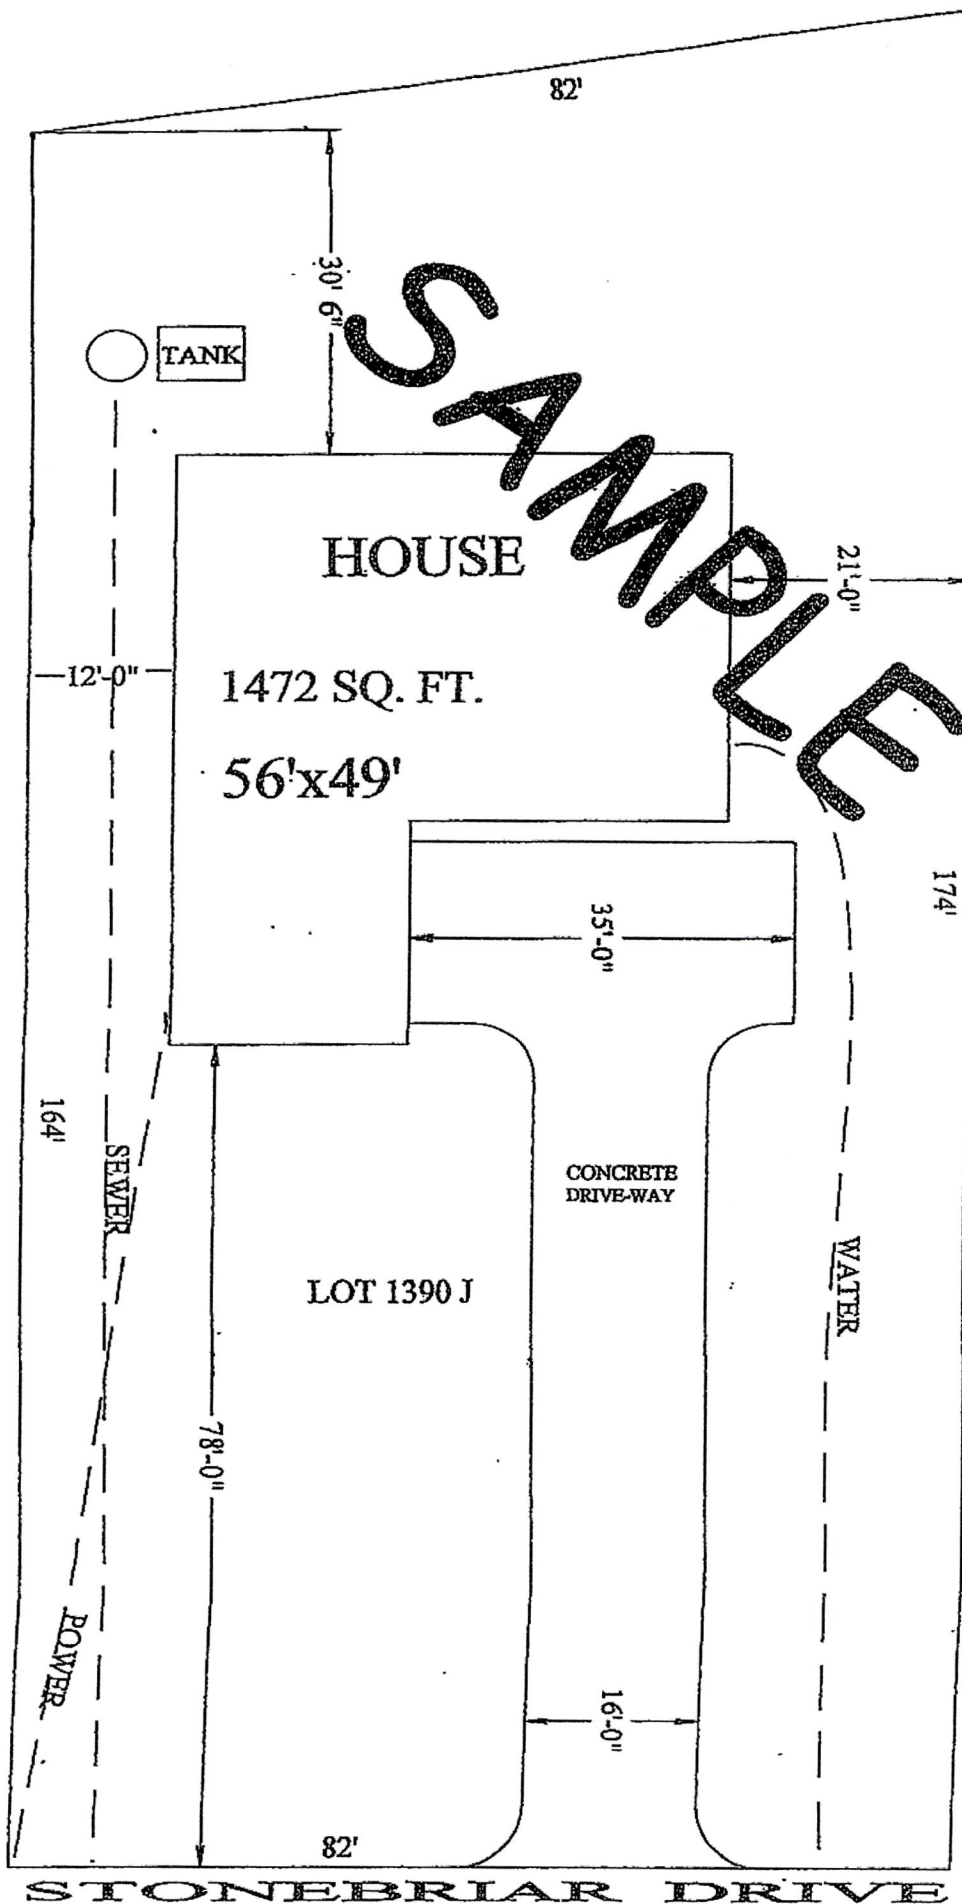 82'
30' 6"
SAMPLE
TANK
HOUSE
21'-0"
12'-0"
1472 SQ. FT.
56'x49'
174'
35'-0"
164'
SEWER
CONCRETE
DRIVE-WAY
WATER
LOT 1390 J
78'-0"
POWER
16'-0"
82'
STONEBRIAR DRIVE